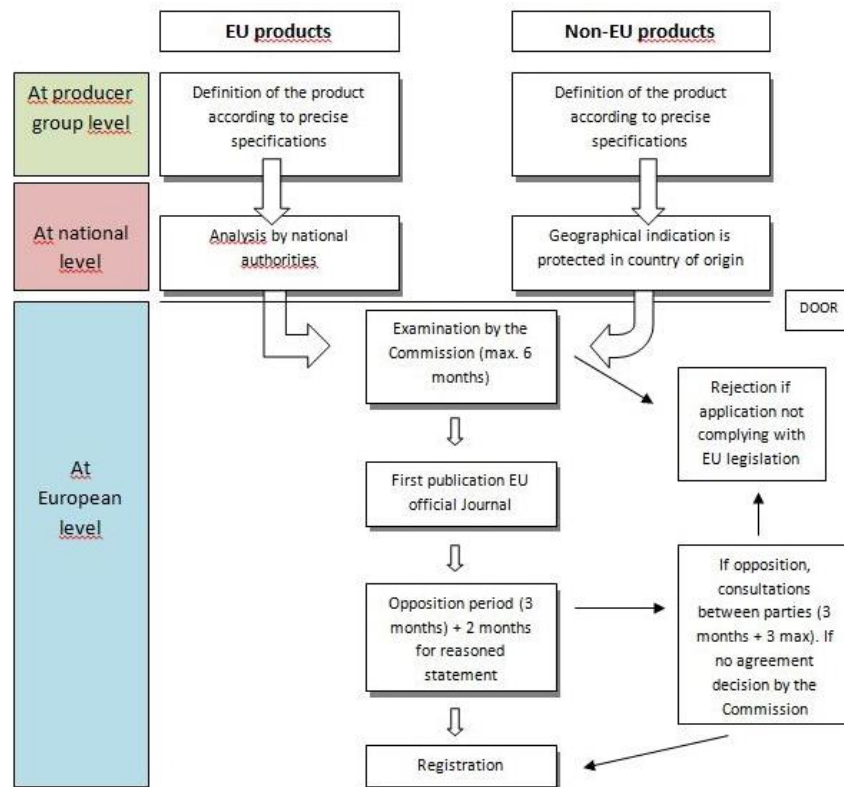 EU products
Non-EU products
At producer
group level
Definition of the product
according to precise
specifications
Definition of the product
according to precise
specifications
At national
level
Analysis by national
authorities
Geographical indication is
protected in country of origin
DOOR
At
European
level
Examination by the
Commission (max. 6
months)
Rejection if
application not
complying with
EU legislation
First publication EU
official Journal
Opposition period (3
months) + 2 months
for reasoned
statement
If opposition,
consultations
between parties (3
months + 3 max). If
no agreement
decision by the
Commission
Registration